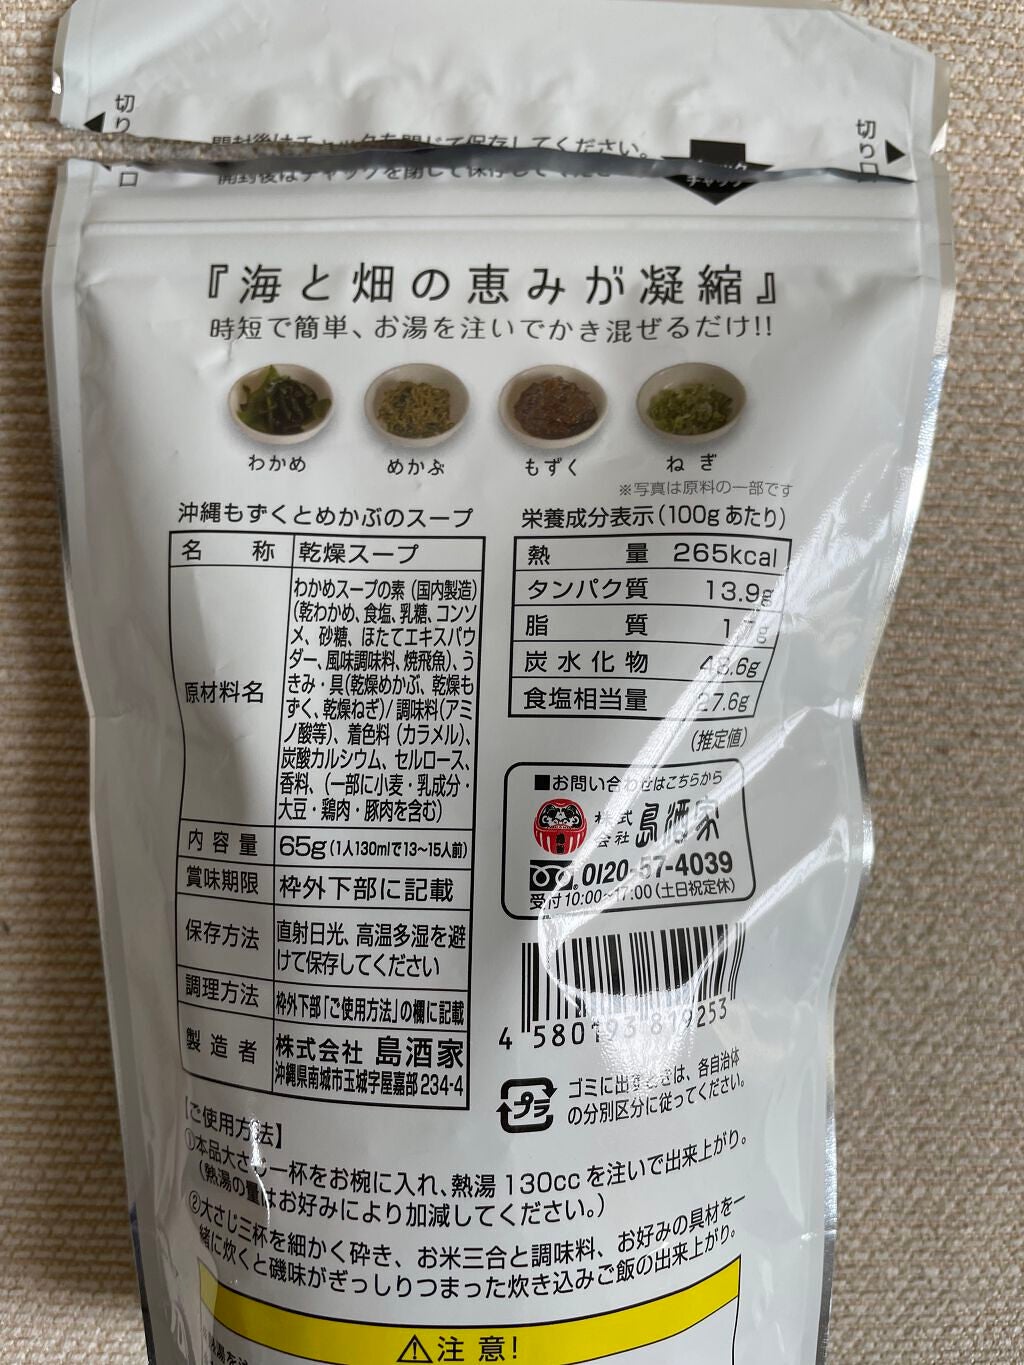 切り口
切り口
開封後はチャックを閉じて保存してください。
チャック
『海と畑の恵みが凝縮』
時短で簡単、お湯を注いでかき混ぜるだけ!!
わかめ めかぶ もずく ねぎ
※写真は原料の一部です
沖縄もずくとめかぶのスープ
名称 乾燥スープ
原材料名
わかめスープの素（国内製造）
(乾わかめ、食塩、乳糖、コンソ
メ、砂糖、ほたてエキスパウ
ダー、風味調味料、焼飛魚)、う
きみ・具(乾燥めかぶ、乾燥も
ずく、乾燥ねぎ)/調味料(アミ
ノ酸等)、着色料（カラメル)、
炭酸カルシウム、セルロース、
香料、（一部に小麦・乳成分・
大豆・鶏肉・豚肉を含む）
内容量 65g（1人130mlで13～15人前）
賞味期限 枠外下部に記載
保存方法 直射日光、高温多湿を避
けて保存してください
調理方法 枠外下部「ご使用方法」の欄に記載
製造者 株式会社 島酒家
沖縄県南城市玉城字屋嘉部234-4
栄養成分表示（100gあたり）
熱量 265kcal
タンパク質 13.9g
脂質
炭水化物
食塩相当量 27.6g
（推定値）
■お問い合わせはこちらから
株式会社 島酒家
0120-57-4039
受付10:00～17:00（土日祝定休）
4 580193 819253
プラ
ゴミに出すときは、各自治体
の分別区分に従ってください。
【ご使用方法】
①本品大さじ一杯をお椀に入れ、熱湯130ccを注いで出来上がり。
（熱湯の量はお好みにより加減してください。）
②大さじ三杯を細かく砕き、お米三合と調味料、お好みの具材を一
緒に炊くと磯味がぎっしりつまった炊き込みご飯の出来上がり。
⚠注意!